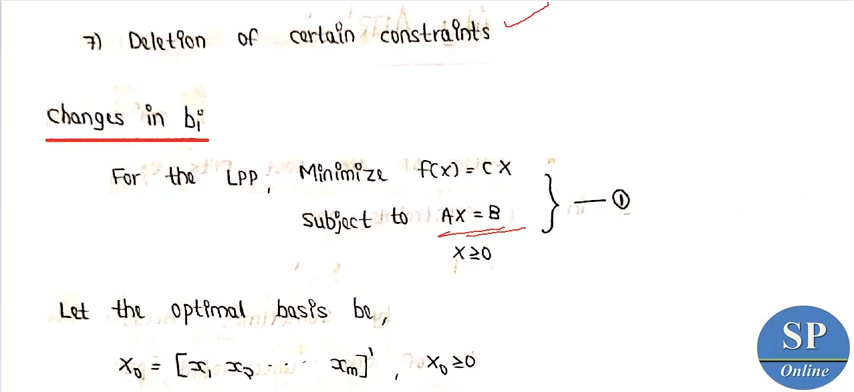 7) Deletion of certain constraints
Changes in bᵢ
For the LPP, Minimize f(x) = C X
Subject to AX = B
X ≥ 0
— ①
Let the optimal basis be,
X₀ = [x₁ x₂ ... xₘ]', X₀ ≥ 0
SP
Online